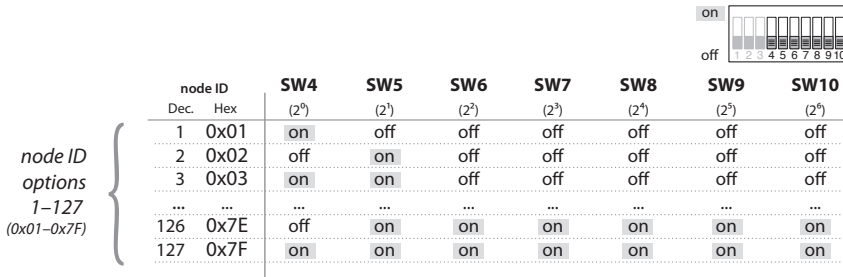 on
off 1 2 3 4 5 6 7 8 9 10
node ID SW4 SW5 SW6 SW7 SW8 SW9 SW10
Dec. Hex (2⁰) (2¹) (2²) (2³) (2⁴) (2⁵) (2⁶)
1 0x01 on off off off off off off
2 0x02 off on off off off off off
3 0x03 on on off off off off off
... ... ... ... ... ... ... ... ...
126 0x7E off on on on on on on
127 0x7F on on on on on on on
node ID
options
1–127
(0x01–0x7F)